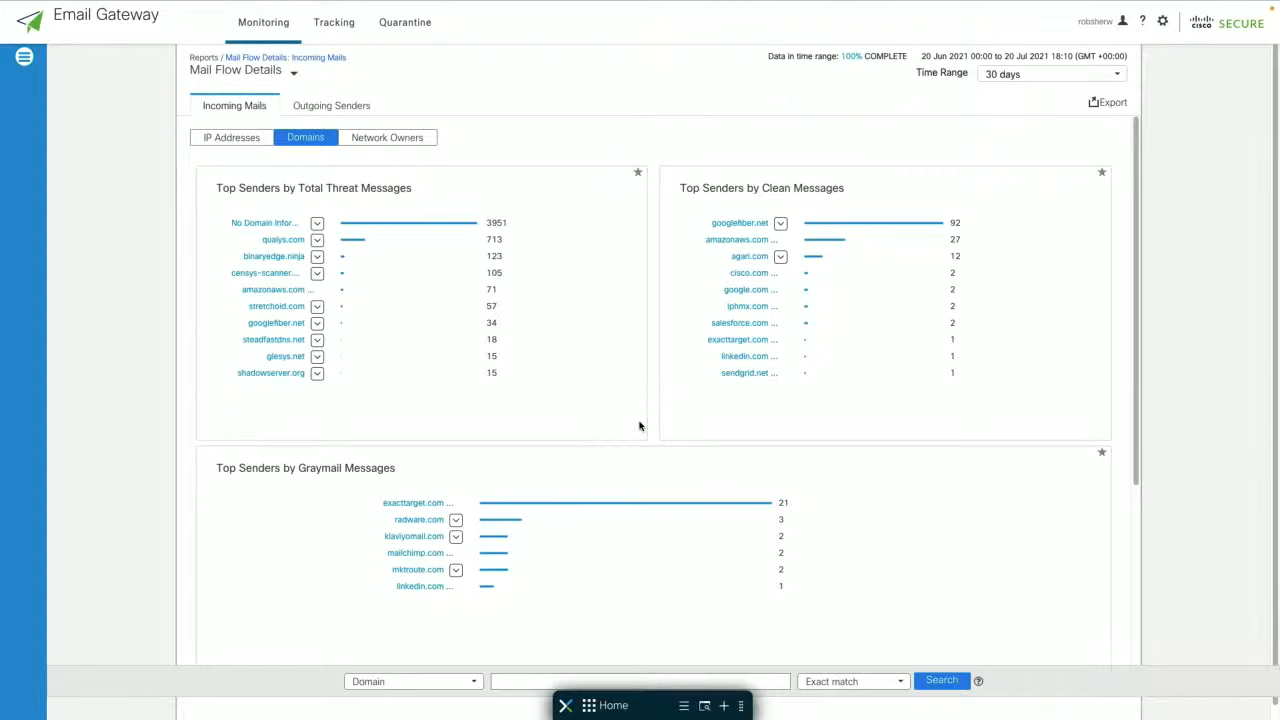 Email Gateway
Monitoring Tracking Quarantine
robsherw ? cisco SECURE
Reports / Mail Flow Details: Incoming Mails
Data in time range: 100% COMPLETE 20 Jun 2021 00:00 to 20 Jul 2021 18:10 (GMT +00:00)
Mail Flow Details
Time Range 30 days
Incoming Mails Outgoing Senders
Export
IP Addresses Domains Network Owners
Top Senders by Total Threat Messages
No Domain Infor... 3951
qualys.com 713
binaryedge.ninja 123
censys-scanner.... 105
amazonaws.com ... 71
stretchoid.com 57
googlefiber.net 34
steadfastdns.net 18
glesys.net 15
shadowserver.org 15
Top Senders by Clean Messages
googlefiber.net 92
amazonaws.com ... 27
agari.com 12
cisco.com ... 2
google.com ... 2
iphmx.com ... 2
salesforce.com ... 2
exacttarget.com ... 1
linkedin.com ... 1
sendgrid.net ... 1
Top Senders by Graymail Messages
exacttarget.com ... 21
radware.com 3
klaviyomail.com 2
mailchimp.com ... 2
mktroute.com 2
linkedin.com ... 1
Domain Exact match Search ?
Home